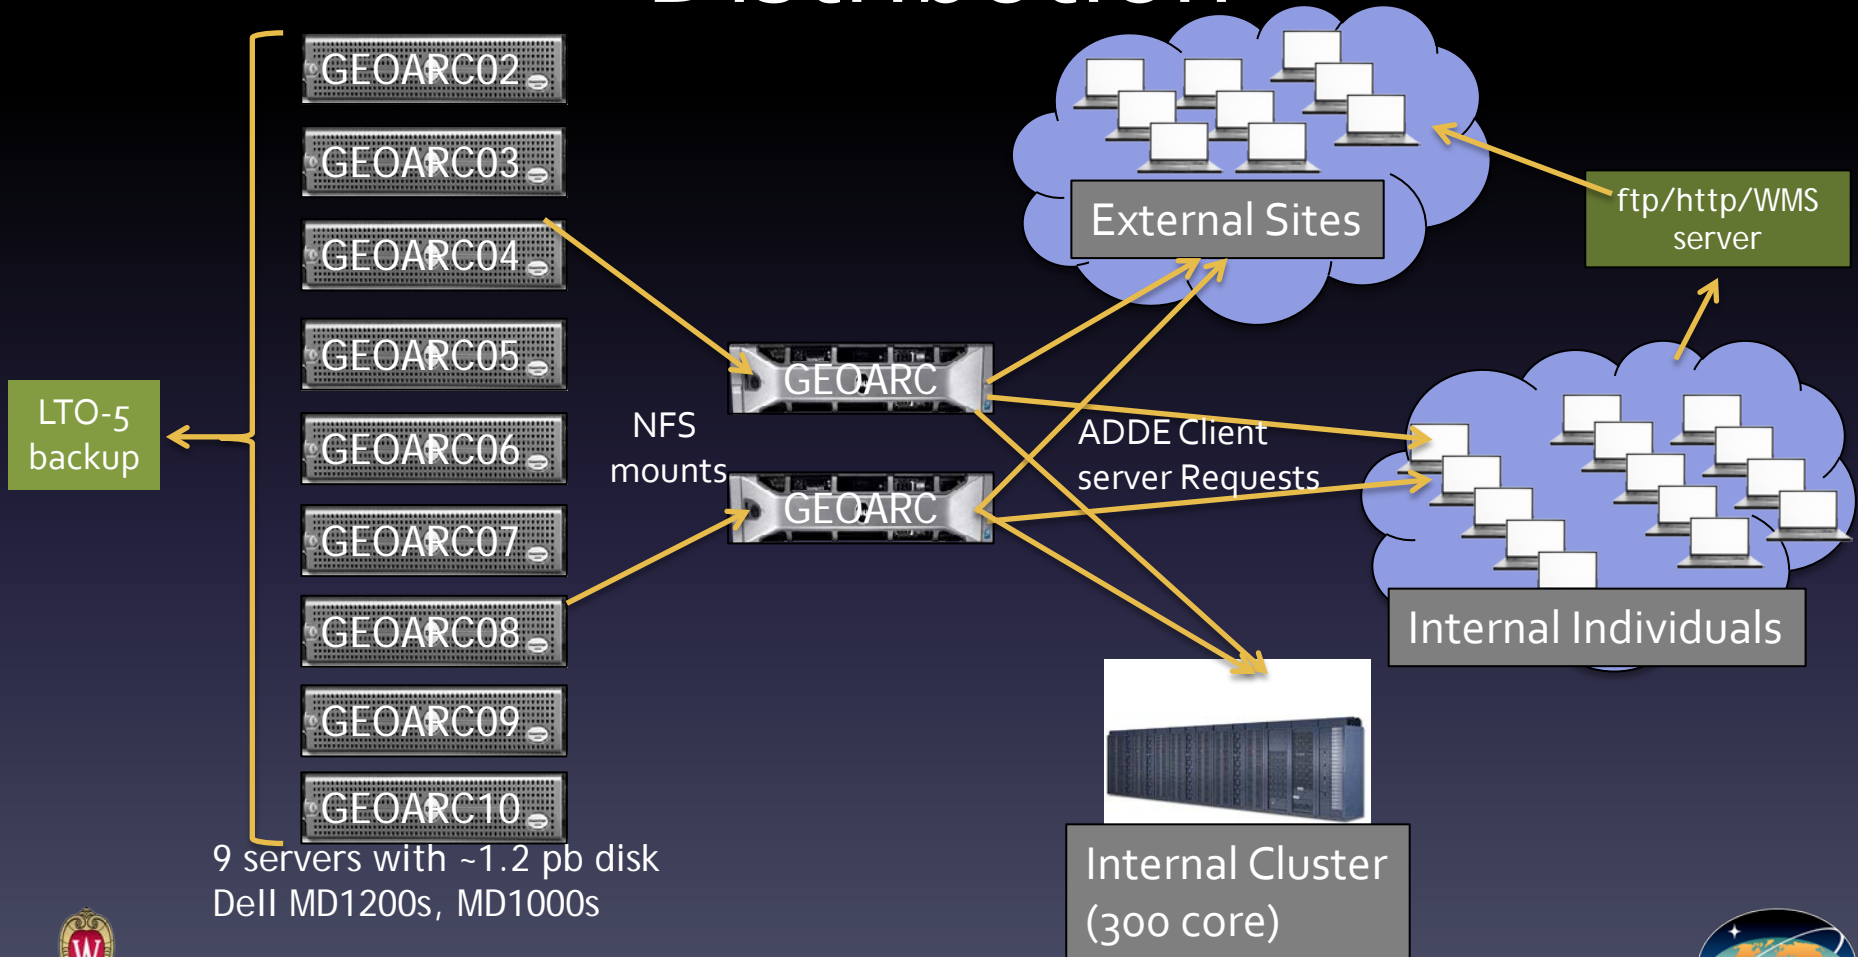 Distribution
GEOARC02
GEOARC03
GEOARC04
GEOARC05
GEOARC06
GEOARC07
GEOARC08
GEOARC09
GEOARC10
LTO-5
backup
9 servers with ~1.2 pb disk
Dell MD1200s, MD1000s
NFS
mounts
GEOARC
GEOARC
ADDE Client
server Requests
External Sites
ftp/http/WMS
server
Internal Individuals
Internal Cluster
(300 core)
W